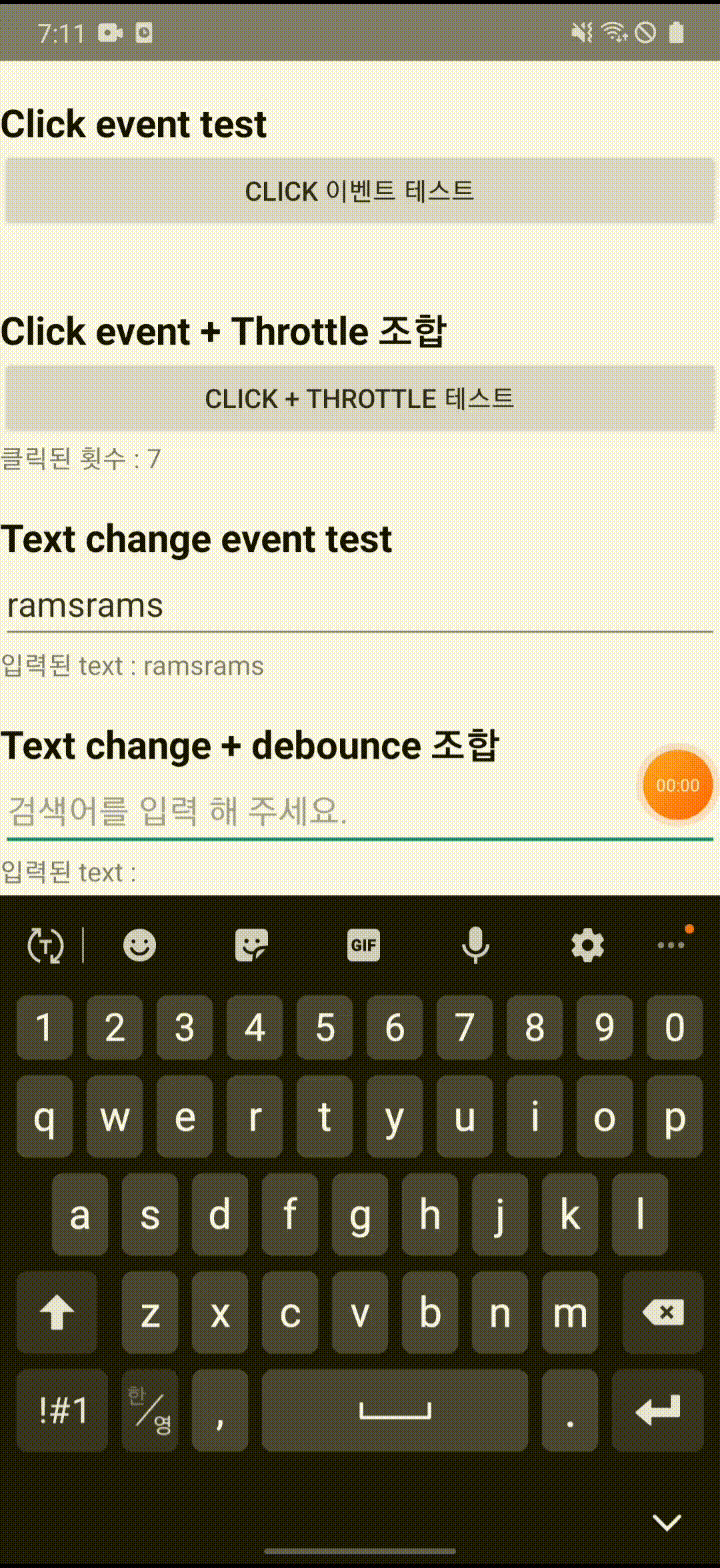 7:11
Click event test
CLICK 이벤트 테스트
Click event + Throttle 조합
CLICK + THROTTLE 테스트
클릭된 횟수 : 7
Text change event test
ramsrams
입력된 text : ramsrams
Text change + debounce 조합
00:00
검색어를 입력 해 주세요.
입력된 text :
T GIF
1 2 3 4 5 6 7 8 9 0
q w e r t y u i o p
a s d f g h j k l
z x c v b n m
!#1 한/영 , .